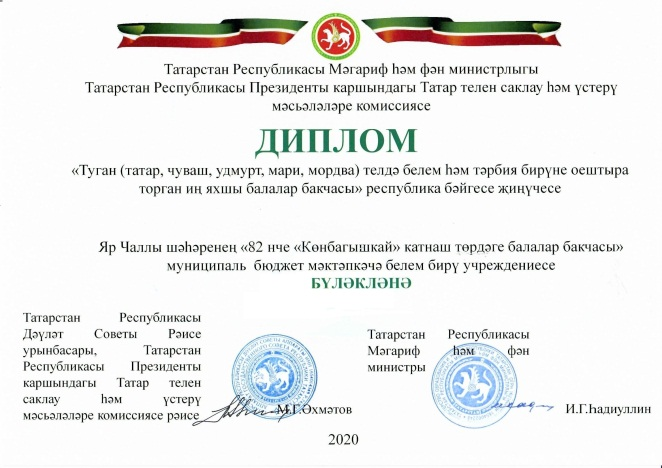 Татарстан Республикасы Мәгариф һәм фән министрлыгы
Татарстан Республикасы Президенты каршындагы Татар телен саклау һәм үстерү
мәсьәләләре комиссиясе
ДИПЛОМ
«Туган (татар, чуваш, удмурт, мари, мордва) телдә белем һәм тәрбия бирүне оештыра
торган иң яхшы балалар бакчасы» республика бәйгесе җиңүчесе
Яр Чаллы шәһәренең «82 нче «Көнбагышкай» катнаш төрдәге балалар бакчасы»
муниципаль бюджет мәктәпкәчә белем бирү учреждениесе
БҮЛӘКЛӘНӘ
Татарстан Республикасы
Дәүләт Советы Рәисе
урынбасары, Татарстан
Республикасы Президенты
каршындагы Татар телен
саклау һәм үстерү
мәсьәләләре комиссиясе рәисе
М.Г.Әхмәтов
Татарстан Республикасы
Мәгариф һәм фән
министры
И.Г.Һадиуллин
2020